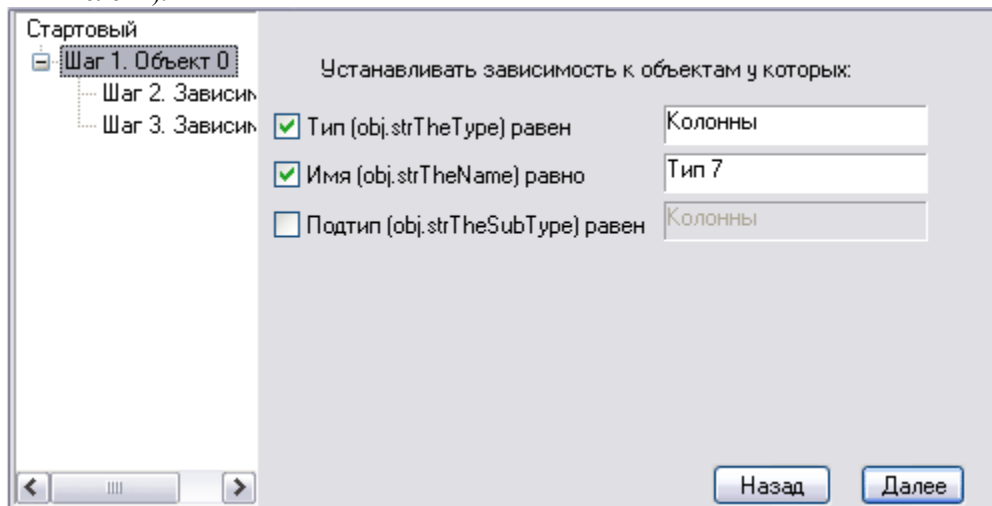 Стартовый
Шаг 1. Объект 0
Шаг 2. Зависим
Шаг 3. Зависим
Устанавливать зависимость к объектам у которых:
Тип (obj.strTheType) равен Колонны
Имя (obj.strTheName) равно Тип 7
Подтип (obj.strTheSubType) равен Колонны
Назад Далее